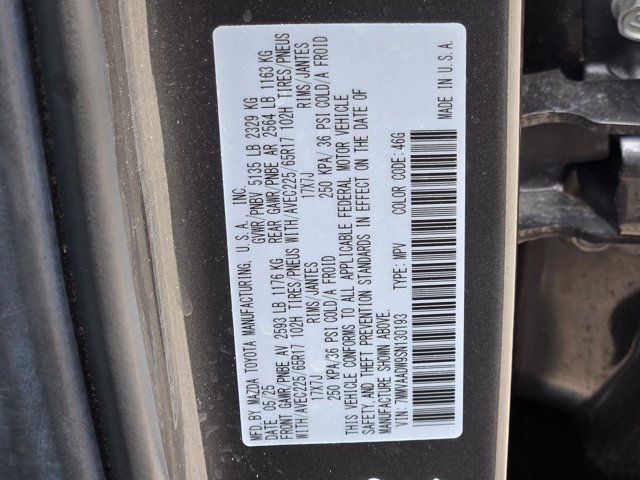 MFD.BY MAZDA TOYOTA MANUFACTURING, U.S.A. INC.
DATE 05/25 GVWR/PNBV 5135 LB 2329 KG
FRONT GAWR/PNBE AV 2593 LB 1176 KG REAR GAWR/PNBE AR 2564 LB 1163 KG
WITH/AVEC225/65R17 102H TIRES/PNEUS WITH/AVEC225/65R17 102H TIRES/PNEUS
17X7J RIMS/JANTES 17X7J RIMS/JANTES
250 KPA/36 PSI COLD/A FROID 250 KPA/36 PSI COLD/A FROID
THIS VEHICLE CONFORMS TO ALL APPLICABLE FEDERAL MOTOR VEHICLE
SAFETY AND THEFT PREVENTION STANDARDS IN EFFECT ON THE DATE OF
MANUFACTURE SHOWN ABOVE.
7MMVAADW9SN130193 TYPE: MPV COLOR CODE: 46G
MADE IN U.S.A.